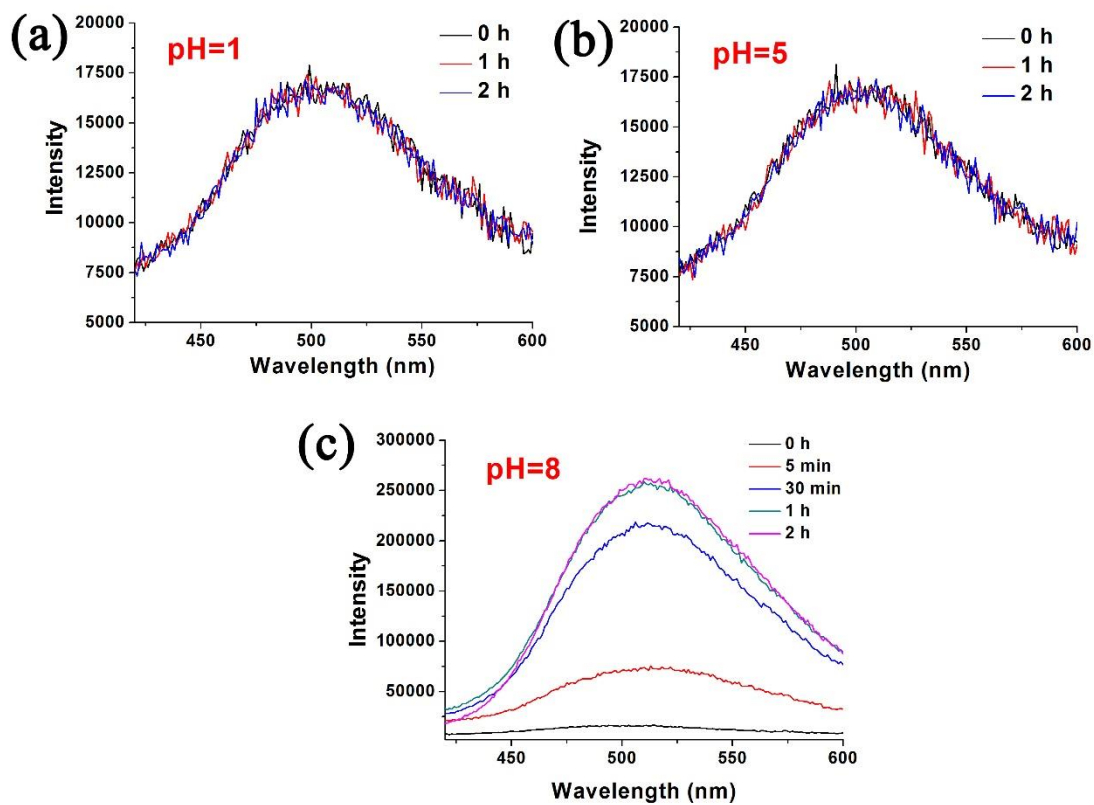 (a)
pH=1
0 h
1 h
2 h
20000
17500
15000
12500
10000
7500
5000
Intensity
450
500
550
600
Wavelength (nm)
(b)
pH=5
0 h
1 h
2 h
20000
17500
15000
12500
10000
7500
5000
Intensity
450
500
550
600
Wavelength (nm)
(c)
pH=8
0 h
5 min
30 min
1 h
2 h
300000
250000
200000
150000
100000
50000
Intensity
450
500
550
600
Wavelength (nm)